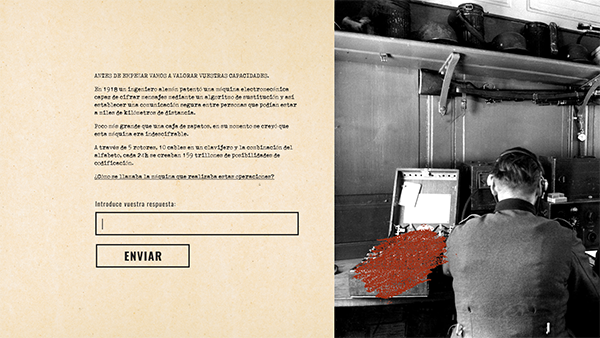 ANTES DE EMPEZAR VAMOS A VALORAR VUESTRAS CAPACIDADES.
En 1918 un ingeniero alemán patentó una máquina electromecánica
capaz de cifrar mensajes mediante un algoritmo de sustitución y así
establecer una comunicación segura entre personas que podían estar
a miles de kilómetros de distancia.
Poco más grande que una caja de zapatos, en su momento se creyó que
esta máquina era indescifrable.
A través de 5 rotores, 10 cables en un clavijero y la combinación del
alfabeto, cada 24h se creaban 159 trillones de posibilidades de
codificación.
¿Cómo se llamaba la máquina que realizaba estas operaciones?
Introduce vuestra respuesta:
ENVIAR